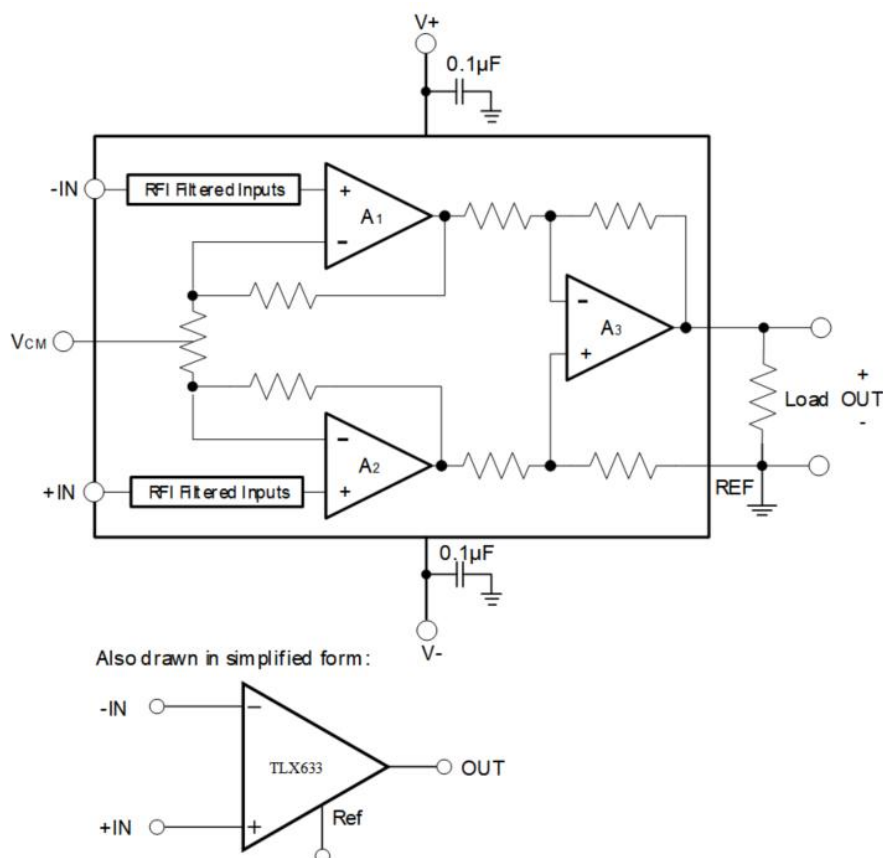 V+
0.1µF
-IN
RFI Filtered Inputs
+
A1
-
VCM
-
A3
+
+
Load OUT
-
-
A2
+
+IN
RFI Filtered Inputs
REF
0.1µF
V-
Also drawn in simplified form:
-IN
−
TLX633
OUT
+IN
+
Ref